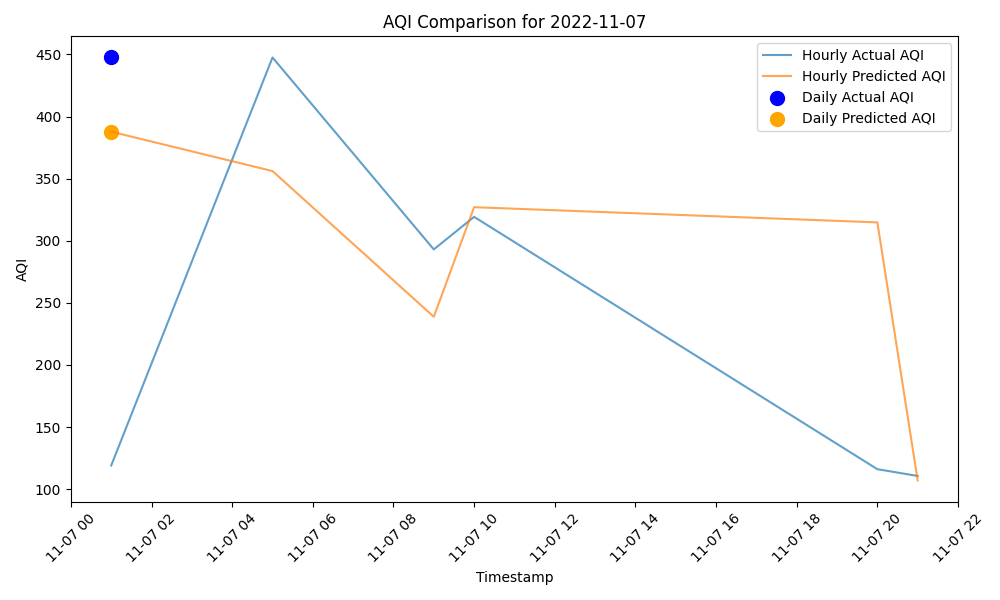 AQI Comparison for 2022-11-07
Hourly Actual AQI
Hourly Predicted AQI
Daily Actual AQI
Daily Predicted AQI
AQI
450
400
350
300
250
200
150
100
11-07 00
11-07 02
11-07 04
11-07 06
11-07 08
11-07 10
11-07 12
11-07 14
11-07 16
11-07 18
11-07 20
11-07 22
Timestamp